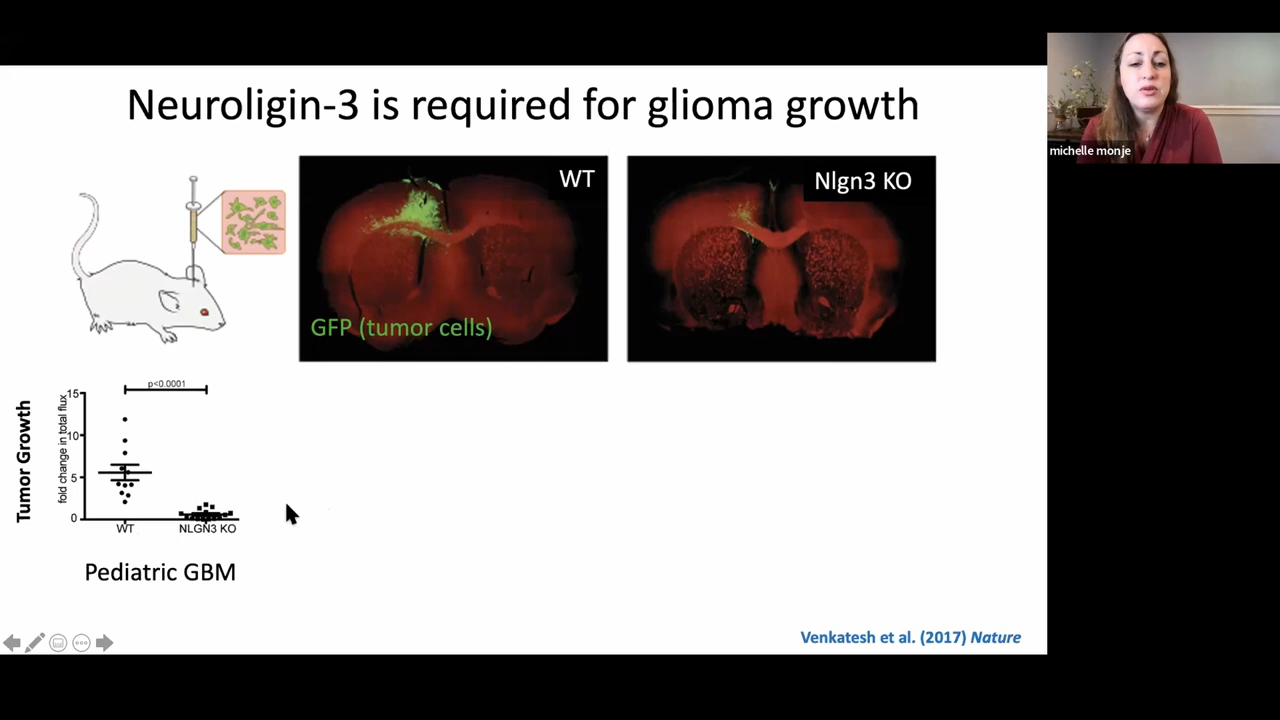 Neuroligin-3 is required for glioma growth
michelle monje
WT
Nlgn3 KO
GFP (tumor cells)
Tumor Growth
fold change in total flux
15
10
5
0
p<0.0001
WT
NLGN3 KO
Pediatric GBM
Venkatesh et al. (2017) Nature